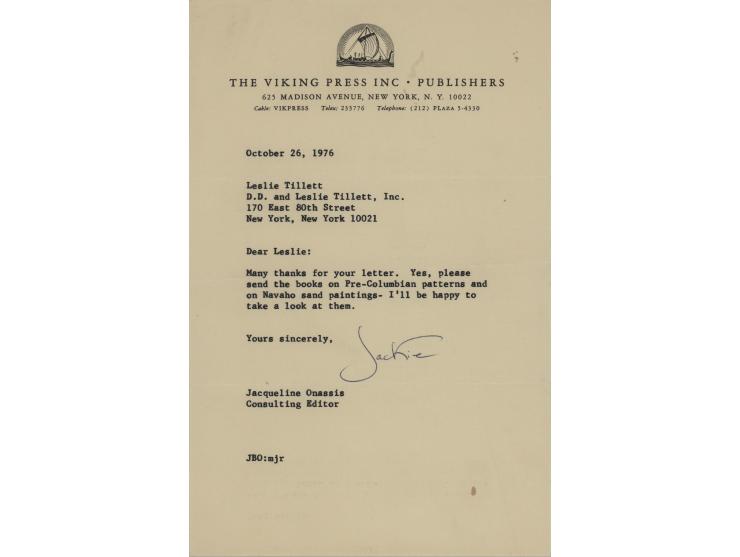 THE VIKING PRESS INC · PUBLISHERS
625 MADISON AVENUE, NEW YORK, N. Y. 10022
Cable: VIKPRESS Telex: 233776 Telephone: (212) PLAZA 5-4330
October 26, 1976
Leslie Tillett
D.D. and Leslie Tillett, Inc.
170 East 80th Street
New York, New York 10021
Dear Leslie:
Many thanks for your letter. Yes, please
send the books on Pre-Columbian patterns and
on Navaho sand paintings- I'll be happy to
take a look at them.
Yours sincerely,
Jackie
Jacqueline Onassis
Consulting Editor
JBO:mjr